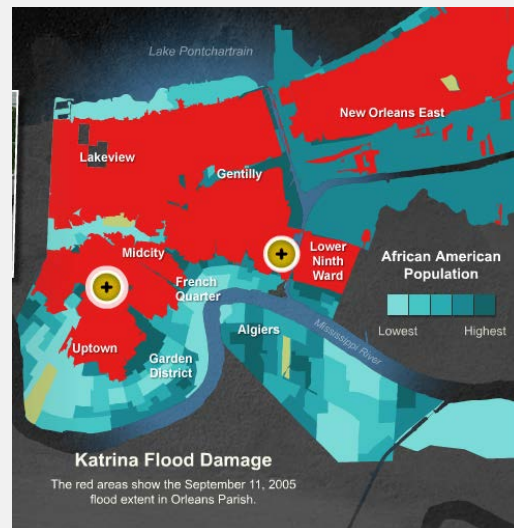 Lake Pontchartrain
New Orleans East
Lakeview
Gentilly
Midcity
Lower
Ninth
Ward
French
Quarter
African American
Population
Lowest Highest
Algiers
Mississippi River
Uptown
Garden
District
Katrina Flood Damage
The red areas show the September 11, 2005
flood extent in Orleans Parish.